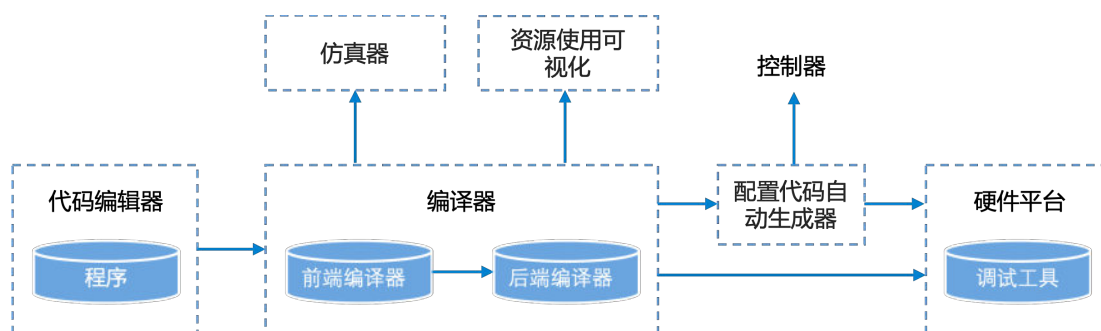 仿真器
资源使用可
视化
控制器
代码编辑器
编译器
配置代码自
动生成器
硬件平台
程序
前端编译器
后端编译器
调试工具